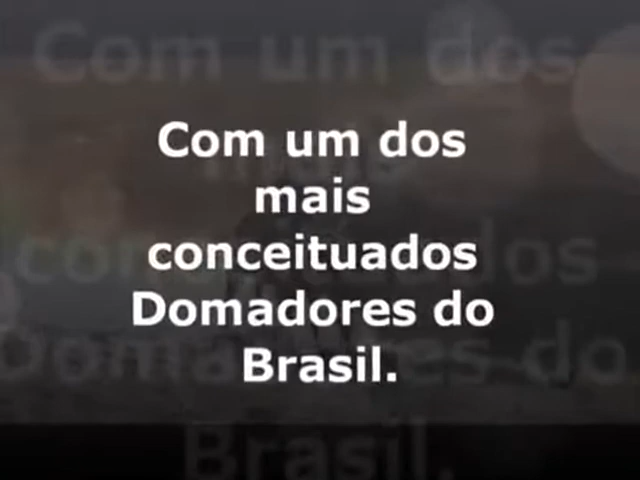 Com um dos
mais
conceituados
Domadores do
Brasil.